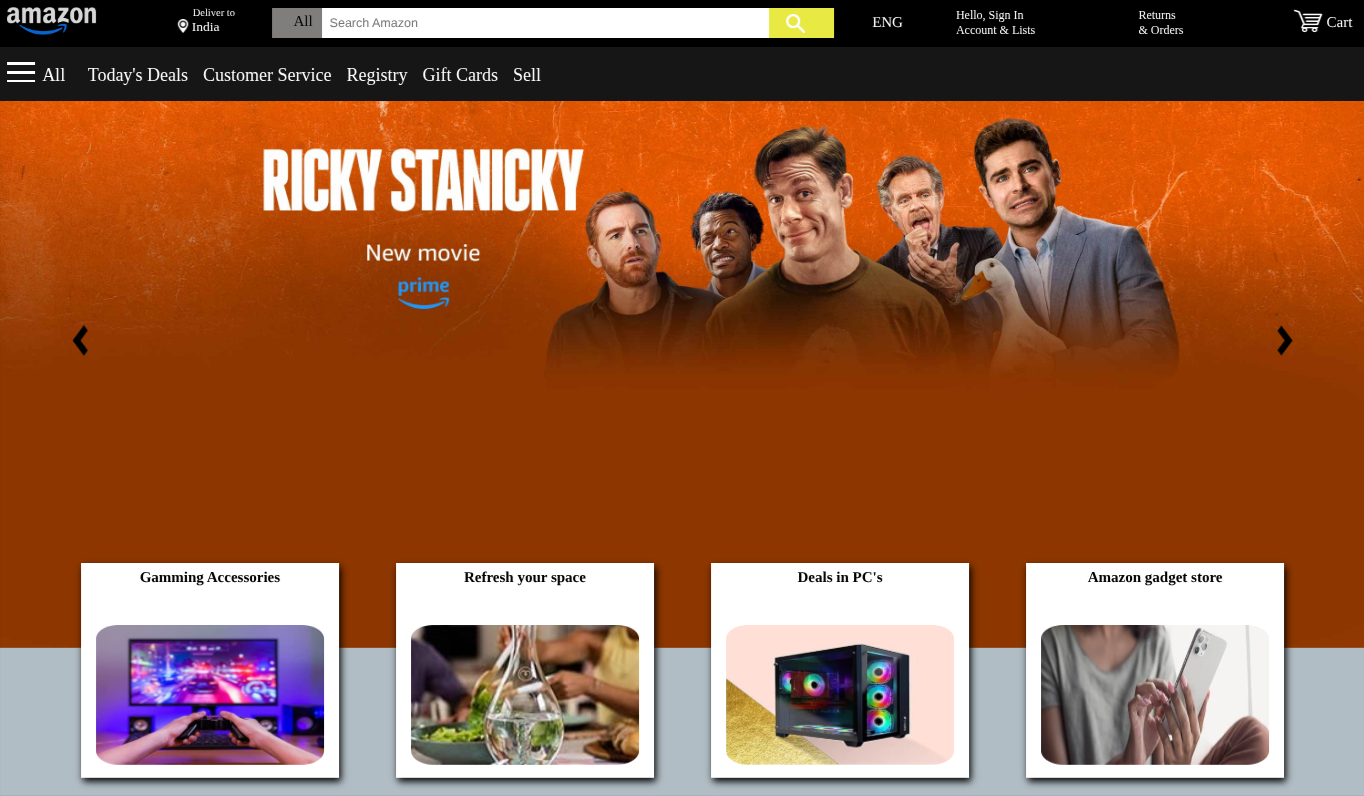 amazon
Deliver to
India
All
Search Amazon
ENG
Hello, Sign In
Account & Lists
Returns
& Orders
Cart
All
Today's Deals
Customer Service
Registry
Gift Cards
Sell
RICKY STANICKY
New movie
prime
Gamming Accessories
Refresh your space
Deals in PC's
Amazon gadget store